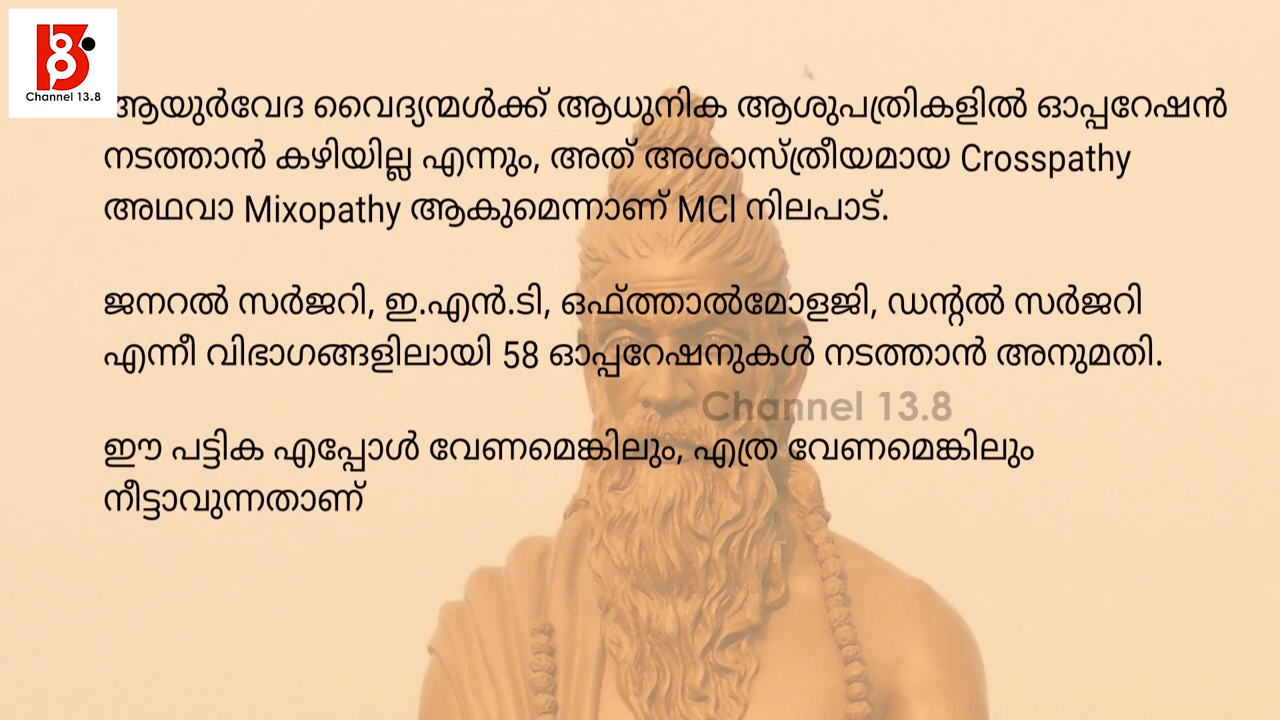 Channel 13.8
ആയുർവേദ വൈദ്യന്മൾക്ക് ആധുനിക ആശുപത്രികളിൽ ഓപ്പറേഷൻ
നടത്താൻ കഴിയില്ല എന്നും, അത് അശാസ്ത്രീയമായ Crosspathy
അഥവാ Mixopathy ആകുമെന്നാണ് MCI നിലപാട്.
ജനറൽ സർജറി, ഇ.എൻ.ടി, ഒഫ്ത്താൽമോളജി, ഡന്റൽ സർജറി
എന്നീ വിഭാഗങ്ങളിലായി 58 ഓപ്പറേഷനുകൾ നടത്താൻ അനുമതി.
Channel 13.8
ഈ പട്ടിക എപ്പോൾ വേണമെങ്കിലും, എത്ര വേണമെങ്കിലും
നീട്ടാവുന്നതാണ്